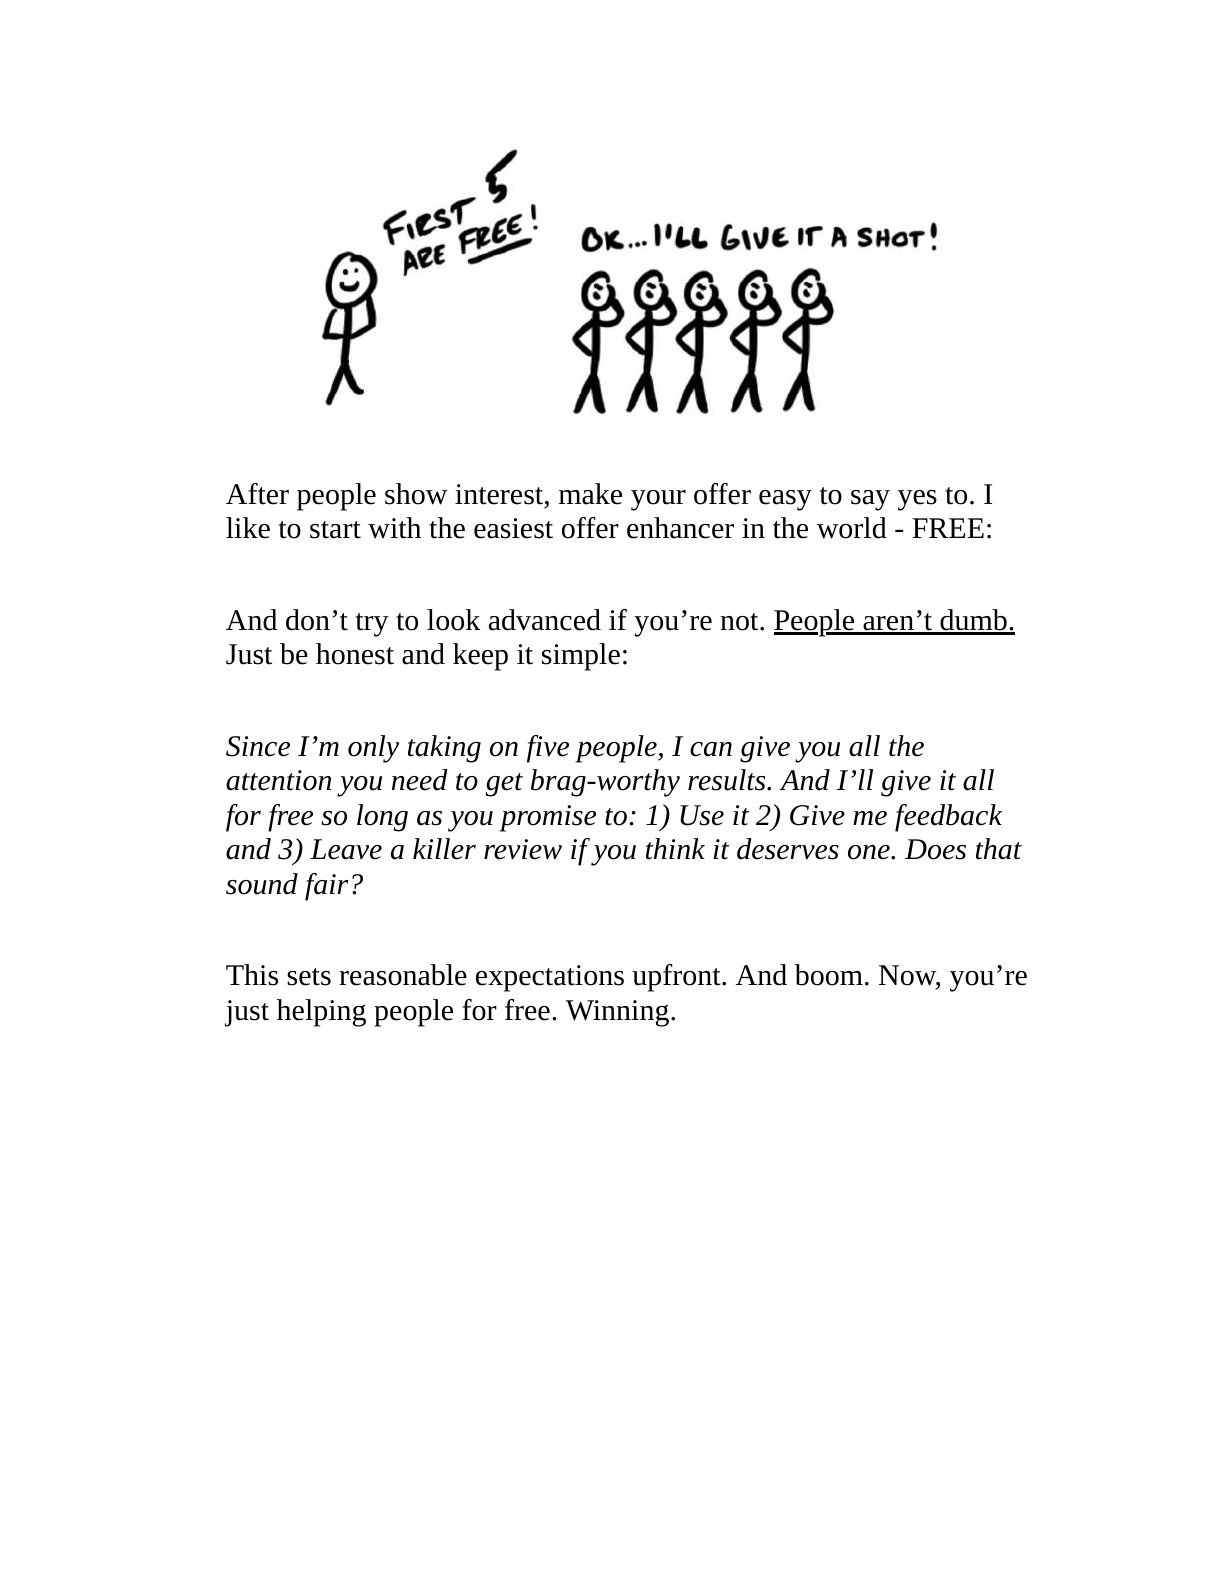 FIRST 5
ARE FREE!
OK...I'LL GIVE IT A SHOT!
After people show interest, make your offer easy to say yes to. I
like to start with the easiest offer enhancer in the world - FREE:
And don’t try to look advanced if you’re not. People aren’t dumb.
Just be honest and keep it simple:
Since I’m only taking on five people, I can give you all the
attention you need to get brag-worthy results. And I’ll give it all
for free so long as you promise to: 1) Use it 2) Give me feedback
and 3) Leave a killer review if you think it deserves one. Does that
sound fair?
This sets reasonable expectations upfront. And boom. Now, you’re
just helping people for free. Winning.